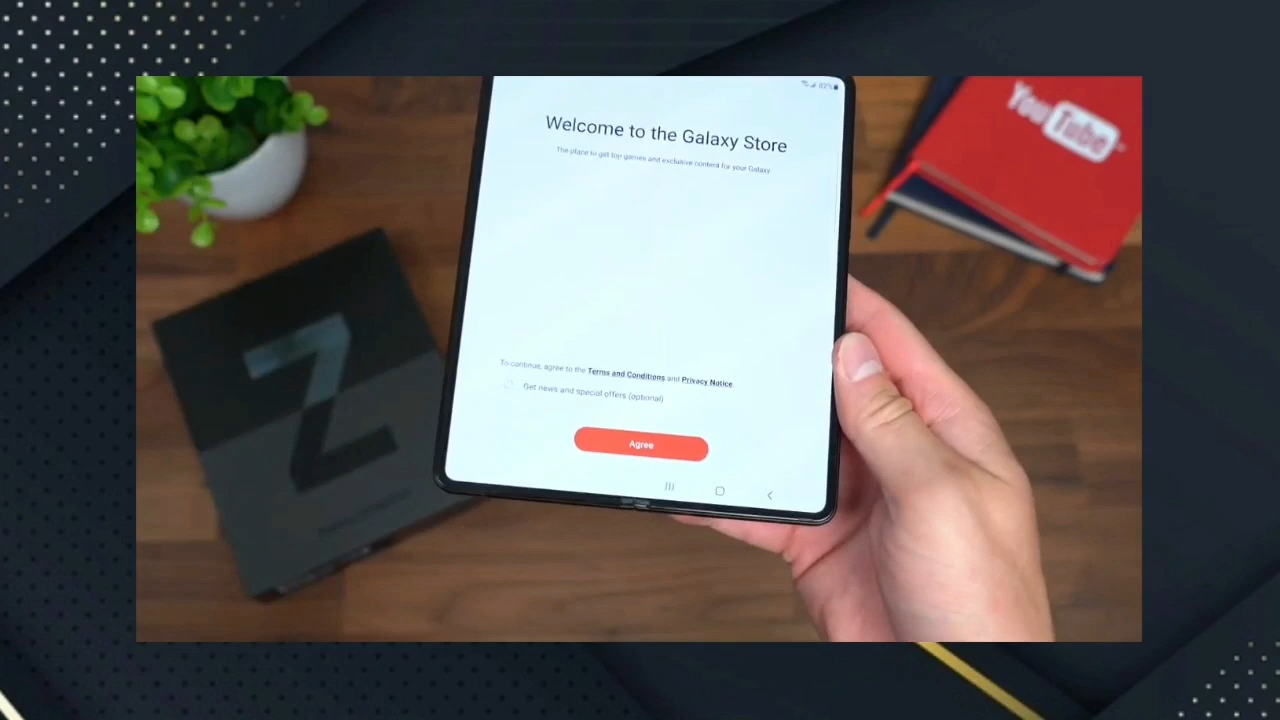 82%
Welcome to the Galaxy Store
The place to get top games and exclusive content for your Galaxy
YouTube
Z
To continue, agree to the Terms and Conditions and Privacy Notice.
Get news and special offers (optional)
Agree